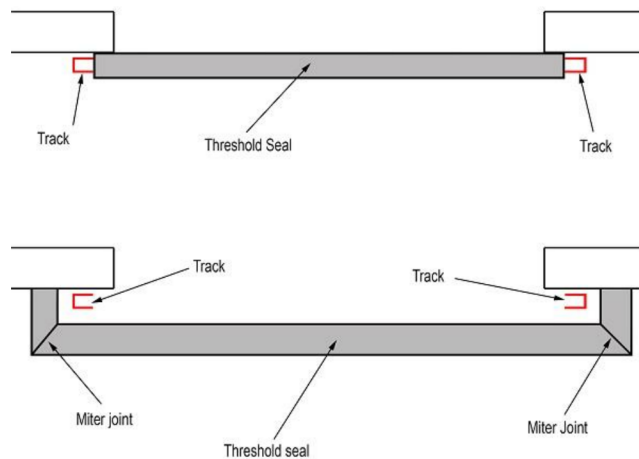 Track
Threshold Seal
Track
Track
Track
Miter joint
Threshold seal
Miter Joint